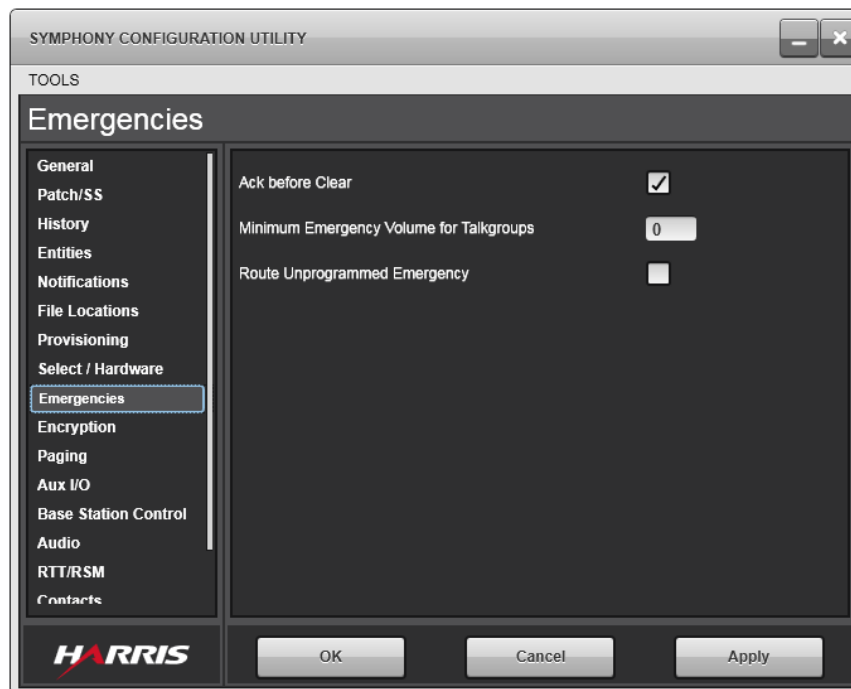 SYMPHONY CONFIGURATION UTILITY
TOOLS
Emergencies
General
Patch/SS
History
Entities
Notifications
File Locations
Provisioning
Select / Hardware
Emergencies
Encryption
Paging
Aux I/O
Base Station Control
Audio
RTT/RSM
Contacts
Ack before Clear
Minimum Emergency Volume for Talkgroups 0
Route Unprogrammed Emergency
HARRIS
OK Cancel Apply